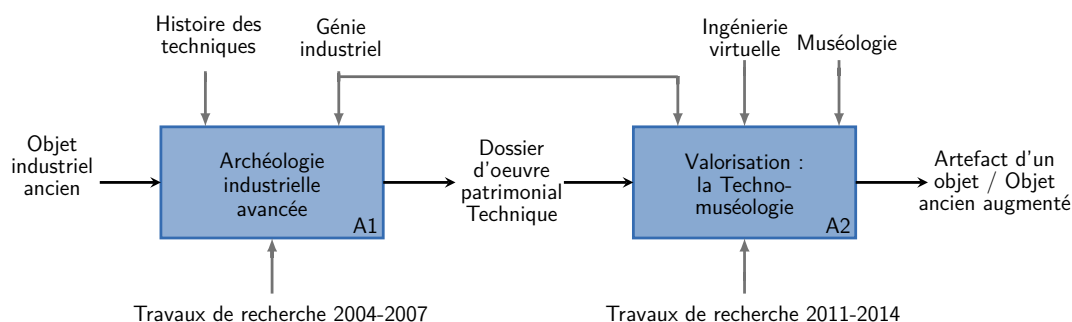 Histoire des
techniques
Génie
industriel
Ingénierie
virtuelle
Muséologie
Objet
industriel
ancien
Archéologie
industrielle
avancée
A1
Dossier
d'oeuvre
patrimonial
Technique
Valorisation :
la Techno-
muséologie
A2
Artefact d'un
objet / Objet
ancien augmenté
Travaux de recherche 2004-2007
Travaux de recherche 2011-2014